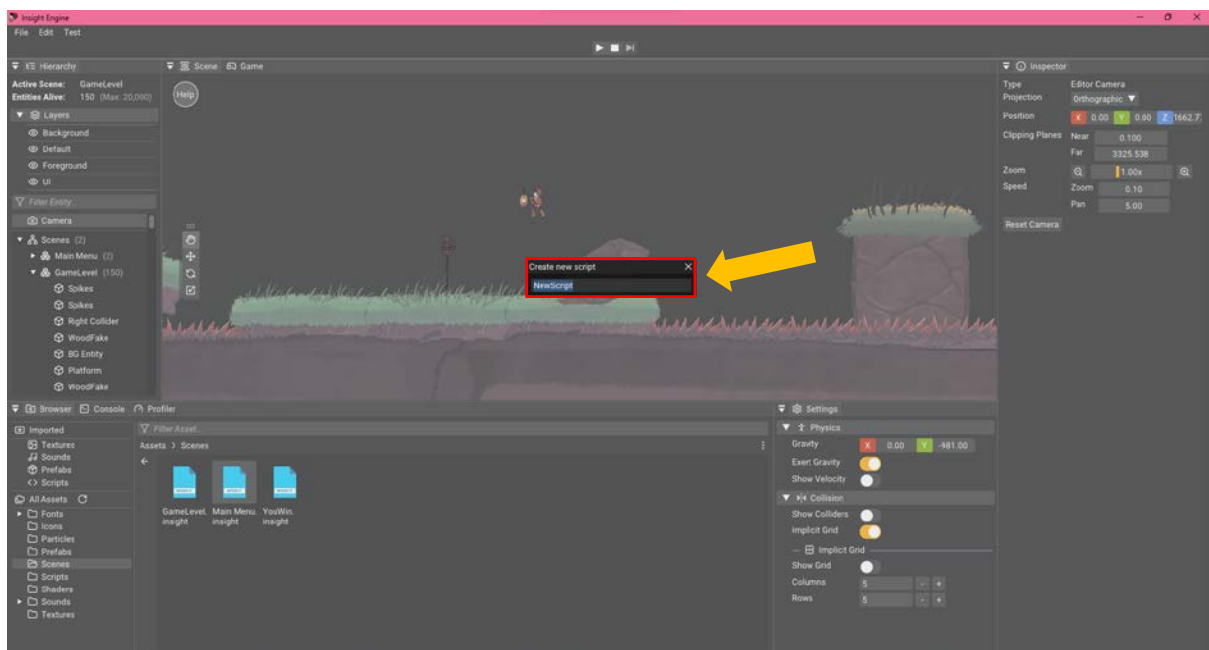 Insight Engine
File Edit Test
Hierarchy
Active Scene: GameLevel
Entities Alive: 150 (Max: 20,000)
Layers
Background
Default
Foreground
UI
Filter Entity...
Camera
Scenes (2)
Main Menu (2)
GameLevel (150)
Spikes
Spikes
Right Collider
WoodFake
BG Entity
Platform
WoodFake
Scene Game
Help
Create new script
NewScript
Inspector
Type Editor Camera
Projection Orthographic
Position X 0.00 Y 0.00 Z 1662.7
Clipping Planes Near 0.100
Far 3325.538
Zoom 1.00x
Speed Zoom 0.10
Pan 5.00
Reset Camera
Browser Console Profiler
Imported
Textures
Sounds
Prefabs
<> Scripts
All Assets
Fonts
Icons
Particles
Prefabs
Scenes
Scripts
Shaders
Sounds
Textures
Filter Asset...
Assets > Scenes
GameLevel.insight
Main Menu.insight
YouWin.insight
Settings
Physics
Gravity X 0.00 Y -981.00
Exert Gravity
Show Velocity
Collision
Show Colliders
Implicit Grid
Implicit Grid
Show Grid
Columns 5 - +
Rows 5 - +